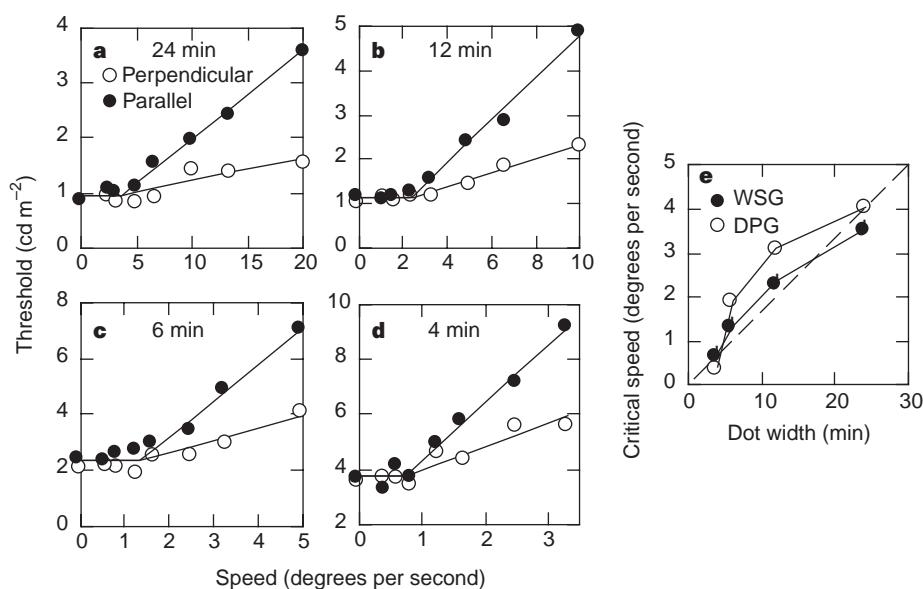 Threshold (cd m⁻²)
a 24 min
Perpendicular
Parallel
4
3
2
1
0
0 5 10 15 20
b 12 min
5
4
3
2
1
0
0 2 4 6 8 10
c 6 min
8
6
4
2
0
0 1 2 3 4 5
d 4 min
10
8
6
4
2
0 1 2 3
Speed (degrees per second)
e
WSG
DPG
Critical speed (degrees per second)
5
4
3
2
1
0
0 10 20 30
Dot width (min)